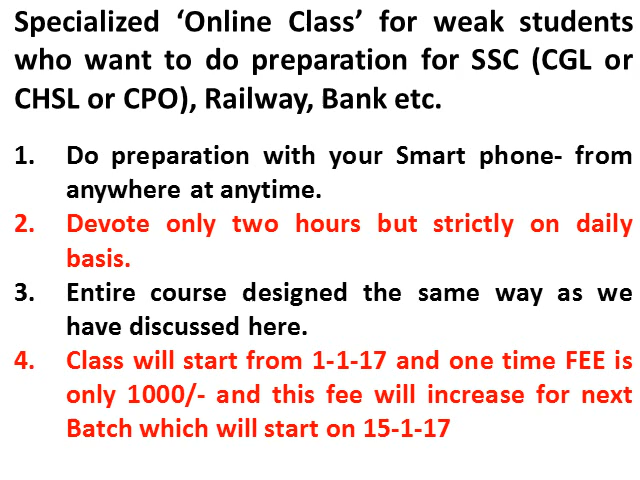 Specialized ‘Online Class’ for weak students
who want to do preparation for SSC (CGL or
CHSL or CPO), Railway, Bank etc.
1. Do preparation with your Smart phone- from
anywhere at anytime.
2. Devote only two hours but strictly on daily
basis.
3. Entire course designed the same way as we
have discussed here.
4. Class will start from 1-1-17 and one time FEE is
only 1000/- and this fee will increase for next
Batch which will start on 15-1-17